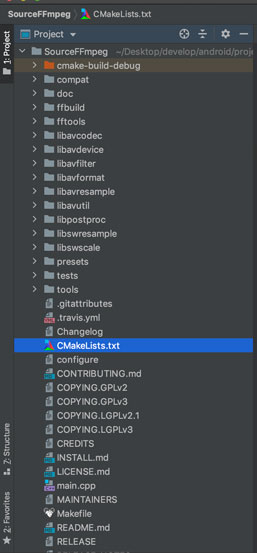 SourceFFmpeg CMakeLists.txt
1: Project
Project
SourceFFmpeg ~/Desktop/develop/android/proje
cmake-build-debug
compat
doc
ffbuild
fftools
libavcodec
libavdevice
libavfilter
libavformat
libavresample
libavutil
libpostproc
libswresample
libswscale
presets
tests
tools
.gitattributes
.travis.yml
Changelog
CMakeLists.txt
configure
CONTRIBUTING.md
COPYING.GPLv2
COPYING.GPLv3
COPYING.LGPLv2.1
COPYING.LGPLv3
CREDITS
INSTALL.md
LICENSE.md
main.cpp
Makefile
MAINTAINERS
README.md
RELEASE
7: Structure
2: Favorites